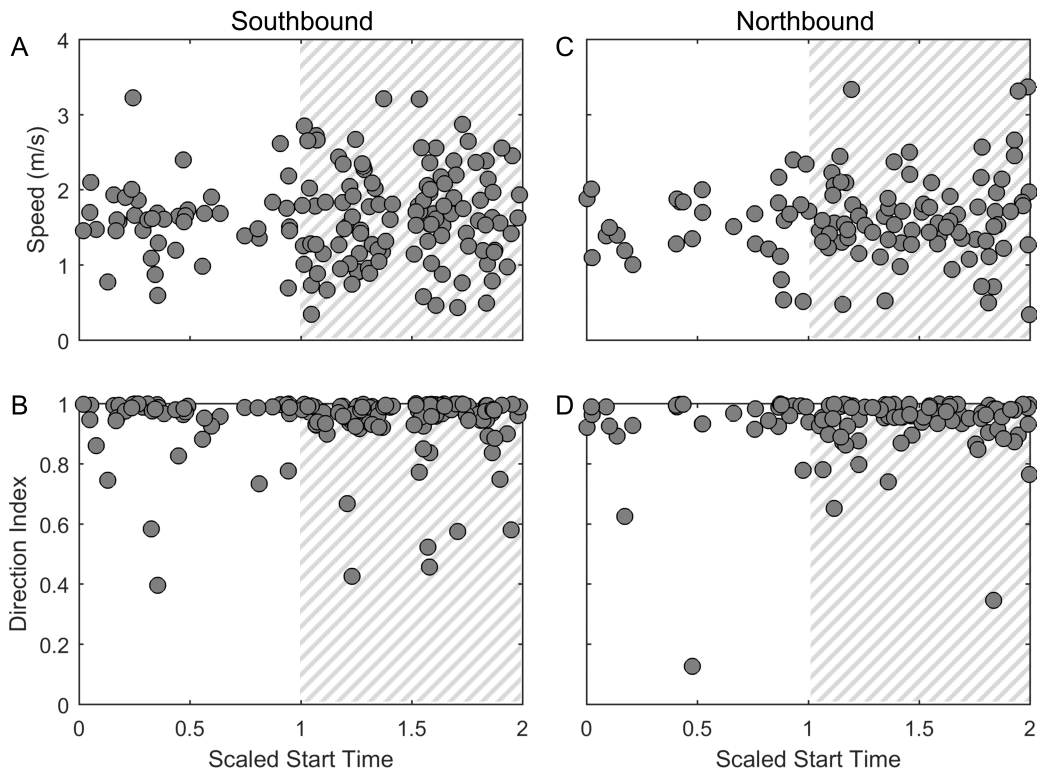 Southbound
Northbound
A
4
3
2
1
0
Speed (m/s)
C
B
1
0.8
0.6
0.4
0.2
0
Direction Index
0 0.5 1 1.5 2
Scaled Start Time
D
0 0.5 1 1.5 2
Scaled Start Time